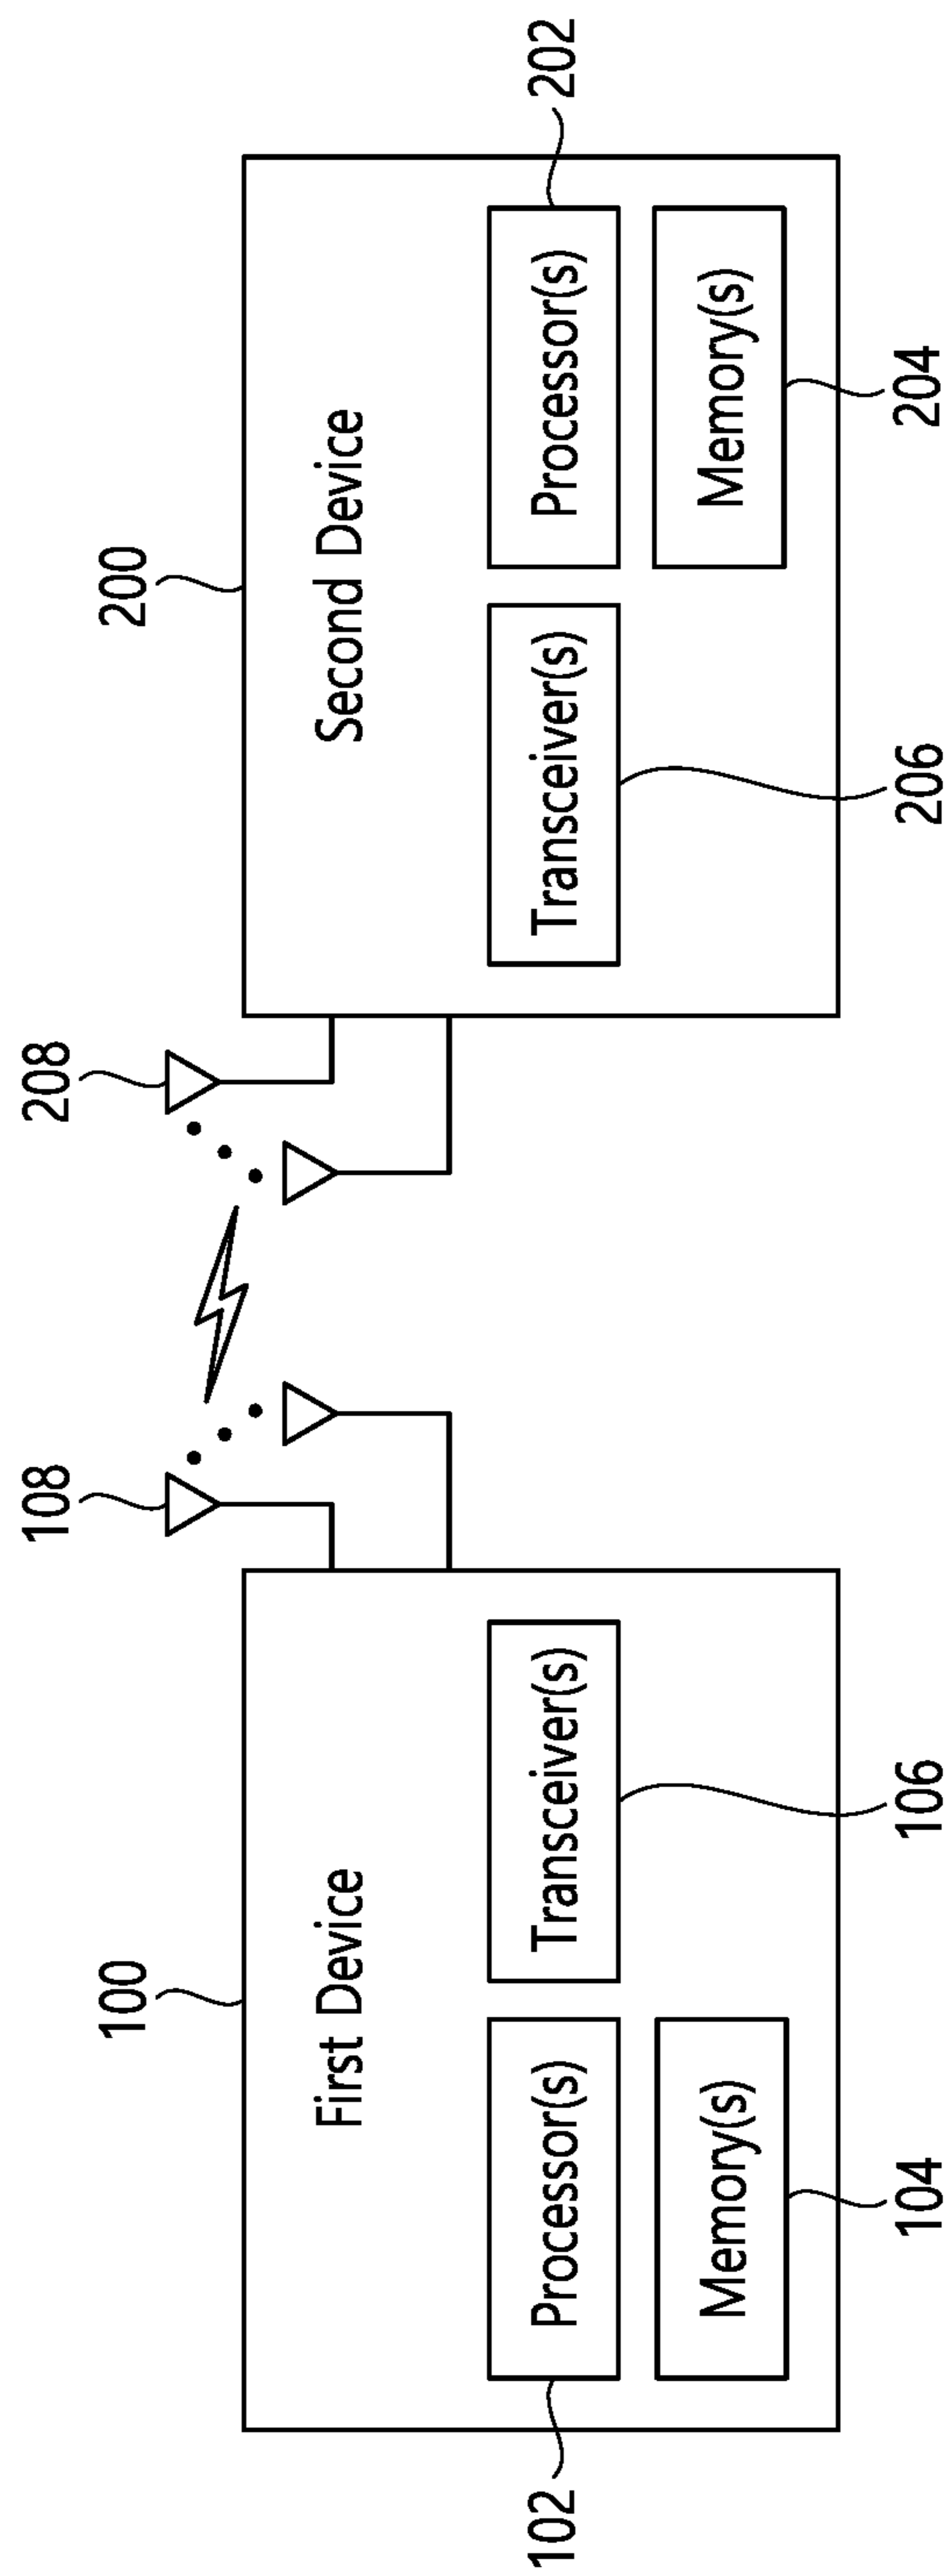 108
208
100
200
First Device
Second Device
102
Processor(s)
Transceiver(s)
Transceiver(s)
Processor(s)
202
Memory(s)
Memory(s)
104
106
206
204